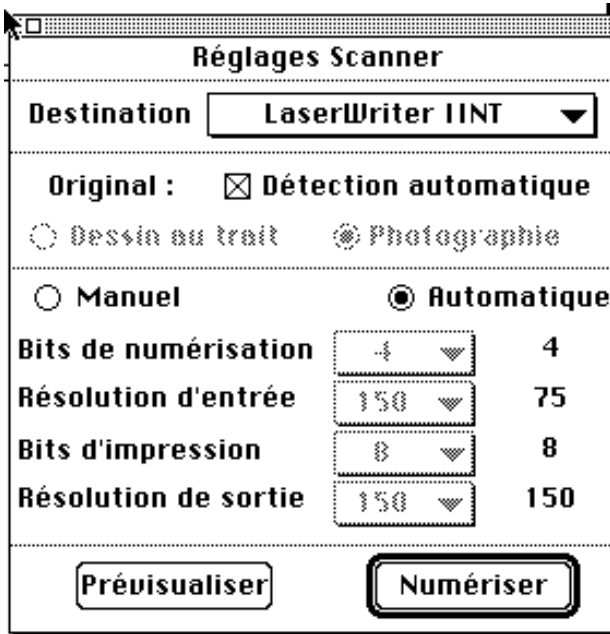 Réglages Scanner
Destination LaserWriter IINT
Original : Détection automatique
Dessin au trait Photographie
Manuel Automatique
Bits de numérisation 4 4
Résolution d'entrée 150 75
Bits d'impression 8 8
Résolution de sortie 150 150
Prévisualiser Numériser